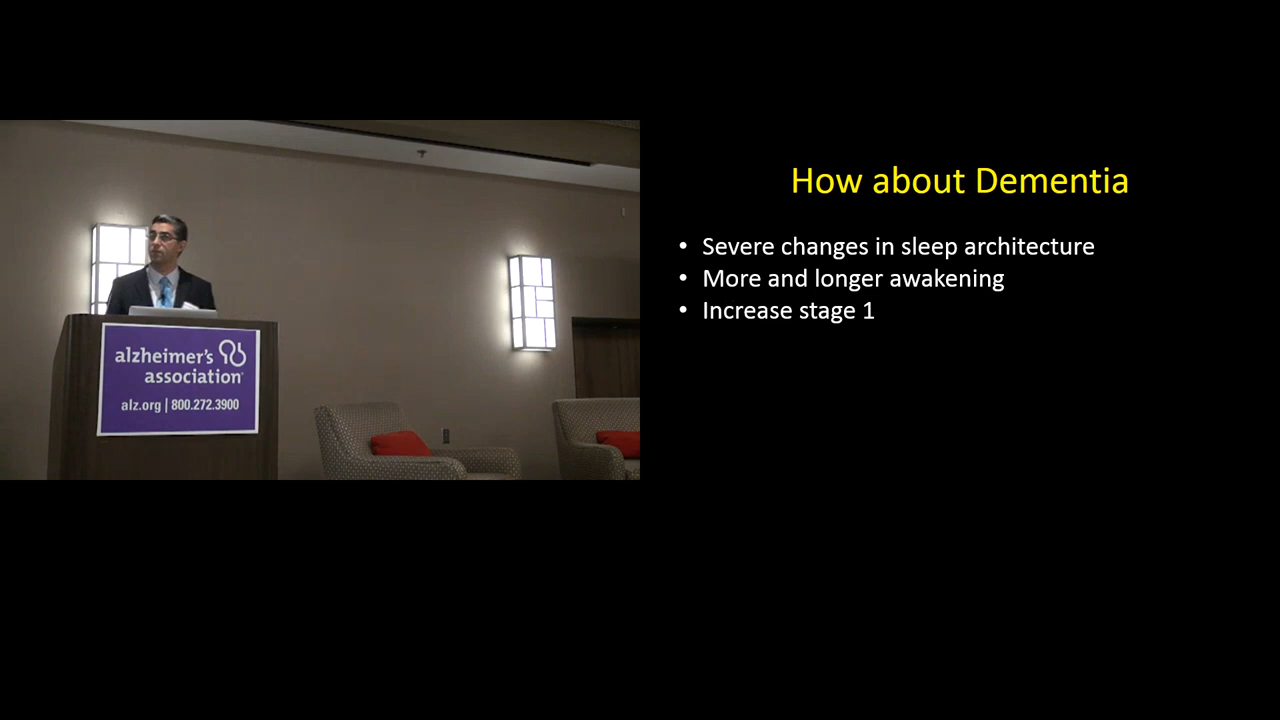 alzheimer's
association
alz.org | 800.272.3900
How about Dementia
• Severe changes in sleep architecture
• More and longer awakening
• Increase stage 1